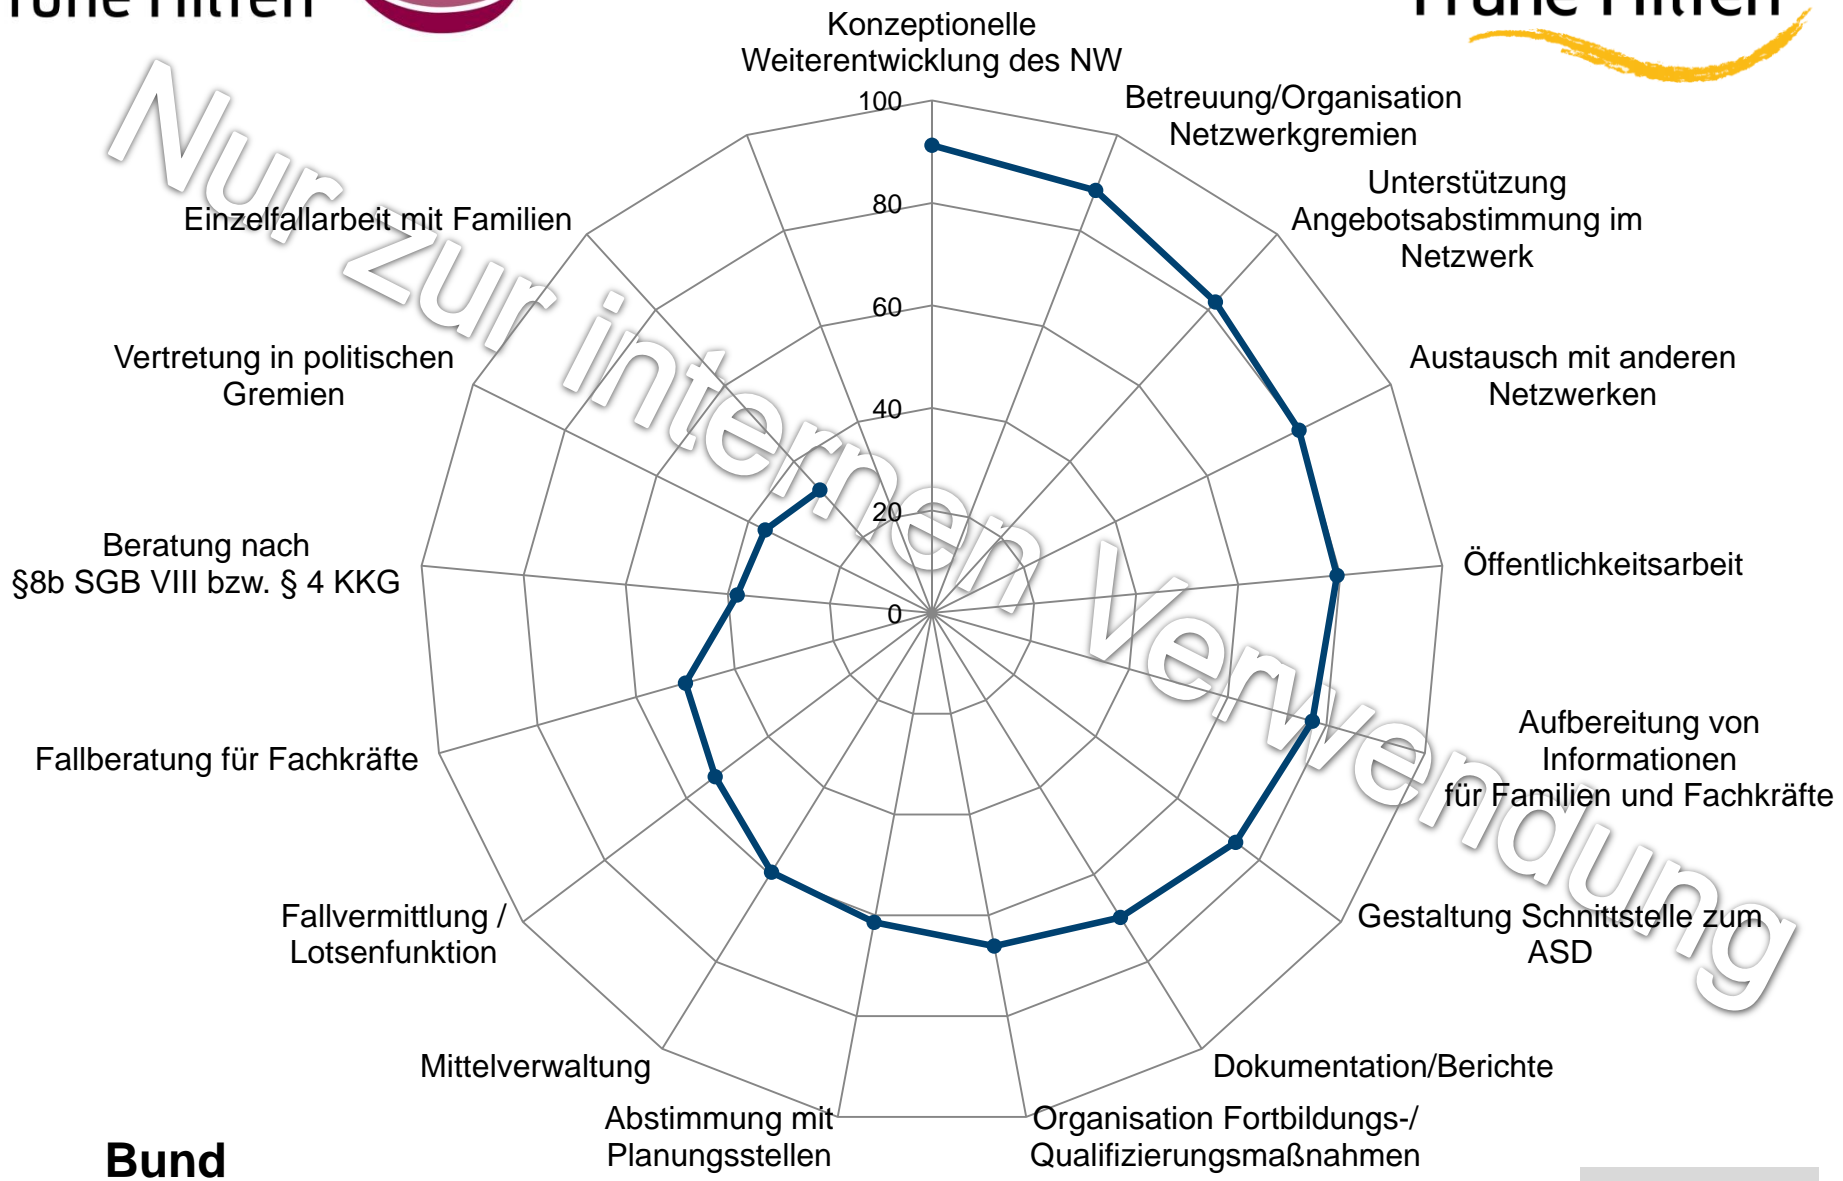 Konzeptionelle
Weiterentwicklung des NW
Betreuung/Organisation
Netzwerkgremien
Unterstützung
Angebotsabstimmung im
Netzwerk
Austausch mit anderen
Netzwerken
Öffentlichkeitsarbeit
Aufbereitung von
Informationen
für Familien und Fachkräfte
Gestaltung Schnittstelle zum
ASD
Dokumentation/Berichte
Organisation Fortbildungs-/
Qualifizierungsmaßnahmen
Abstimmung mit
Planungsstellen
Mittelverwaltung
Fallvermittlung /
Lotsenfunktion
Fallberatung für Fachkräfte
Beratung nach
§8b SGB VIII bzw. § 4 KKG
Vertretung in politischen
Gremien
Einzelfallarbeit mit Familien
100
80
60
40
20
0
Nur zur internen Verwendung
Bund